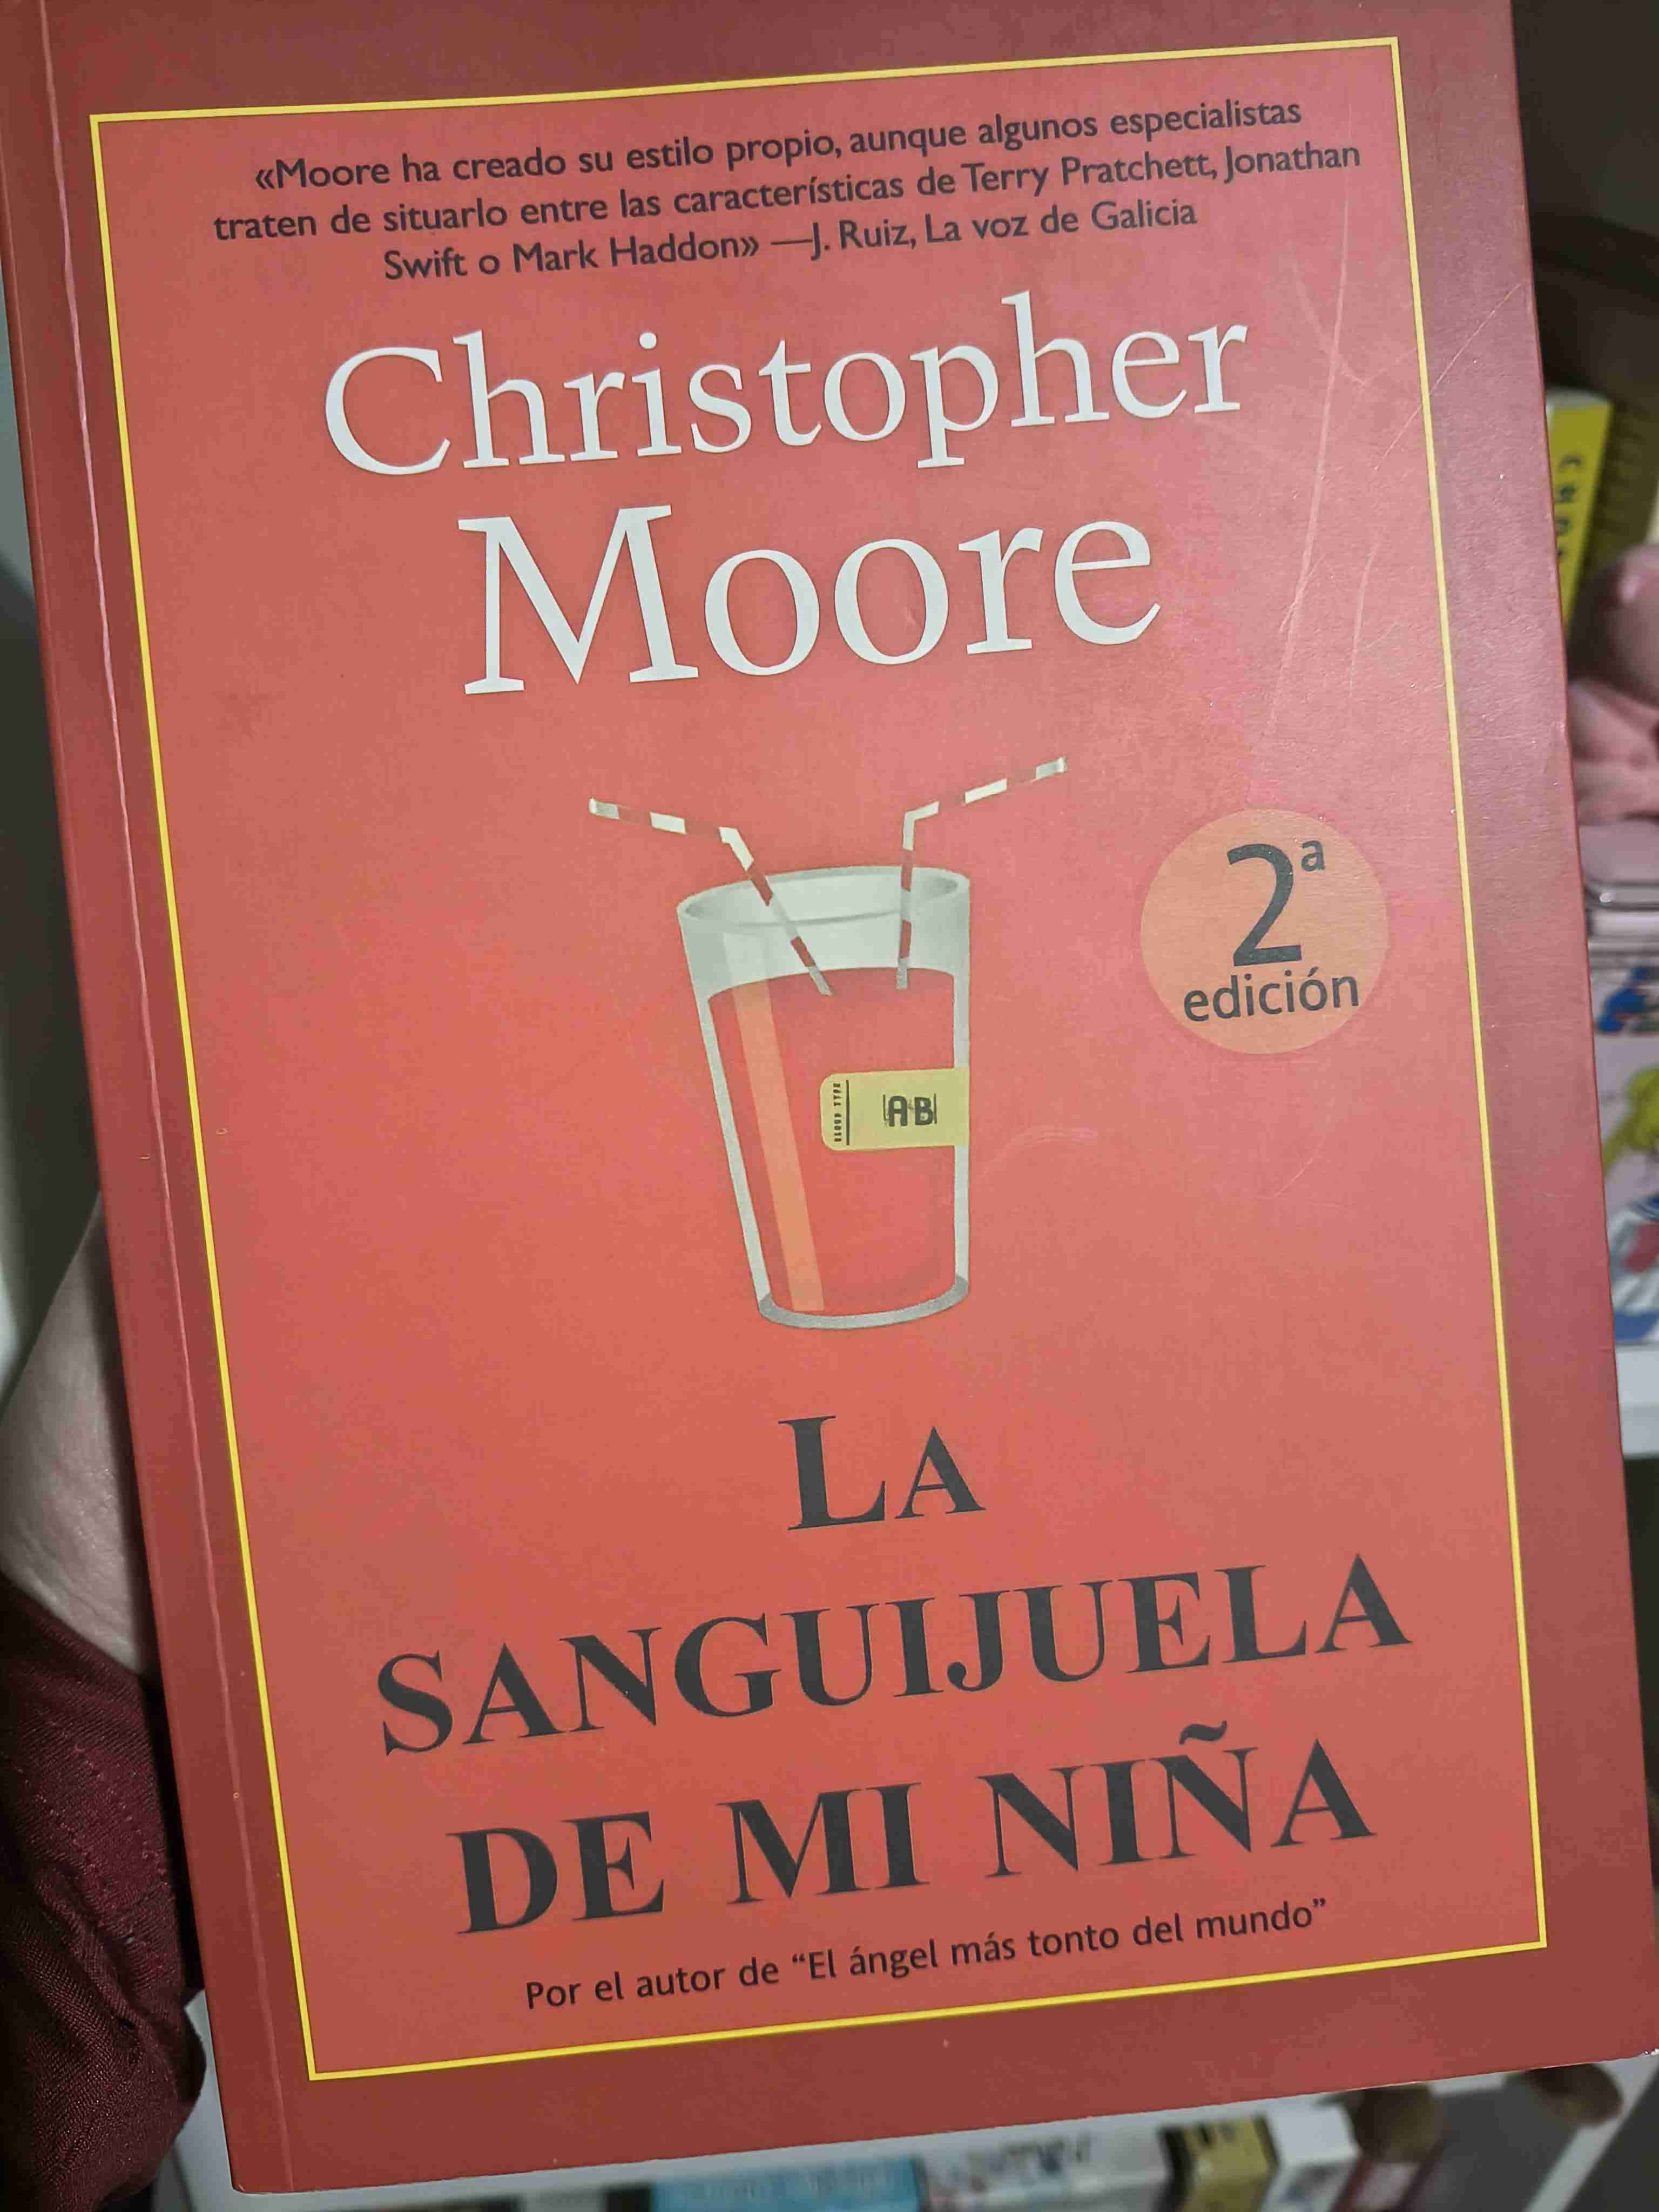 «Moore ha creado su estilo propio, aunque algunos especialistas
traten de situarlo entre las características de Terry Pratchett, Jonathan
Swift o Mark Haddon» —J. Ruiz, La voz de Galicia
Christopher
Moore
2ª
edición
BLOOD TYPE
AB
LA
SANGUIJUELA
DE MI NIÑA
Por el autor de “El ángel más tonto del mundo”